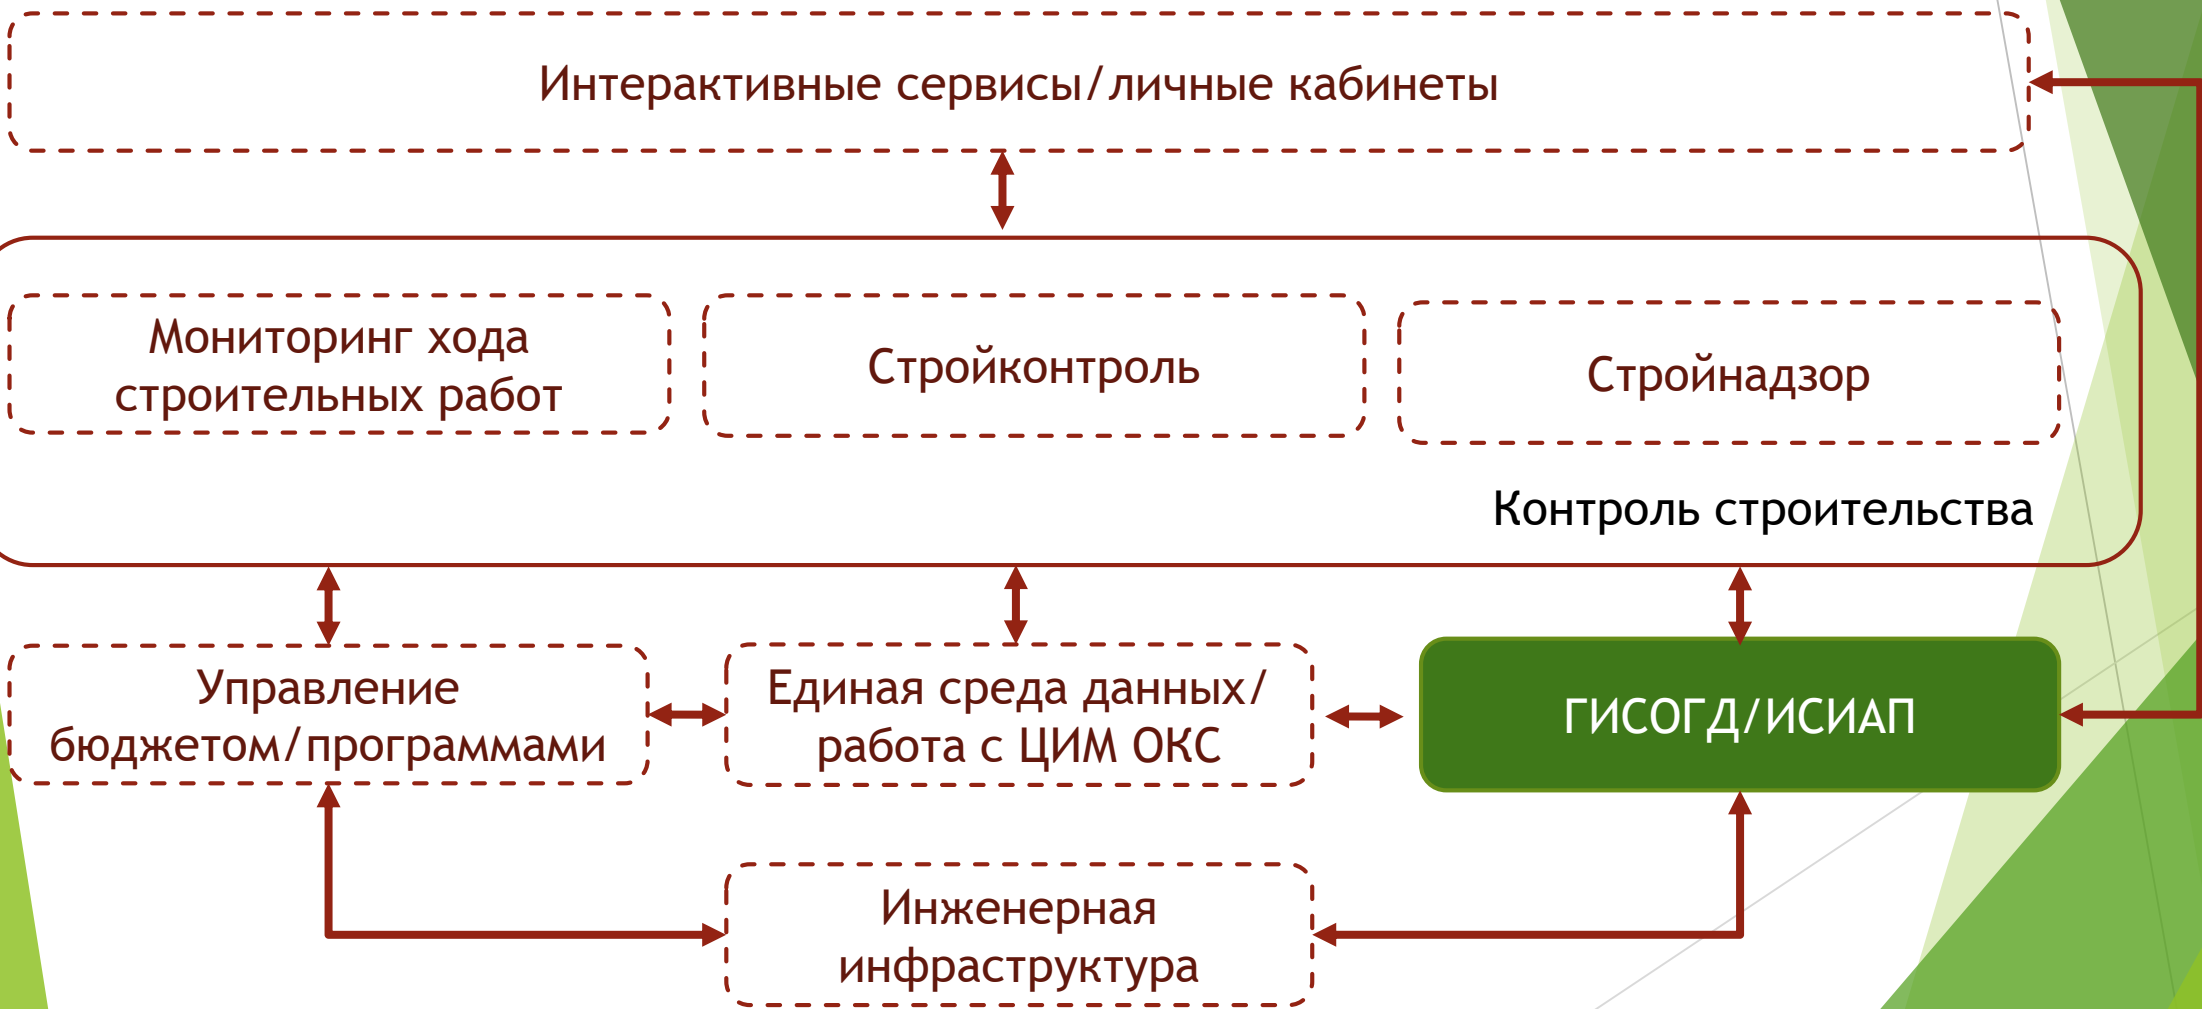 Интерактивные сервисы/личные кабинеты
Мониторинг хода
строительных работ
Стройконтроль
Стройнадзор
Контроль строительства
Управление
бюджетом/программами
Единая среда данных/
работа с ЦИМ ОКС
ГИСОГД/ИСИАП
Инженерная
инфраструктура